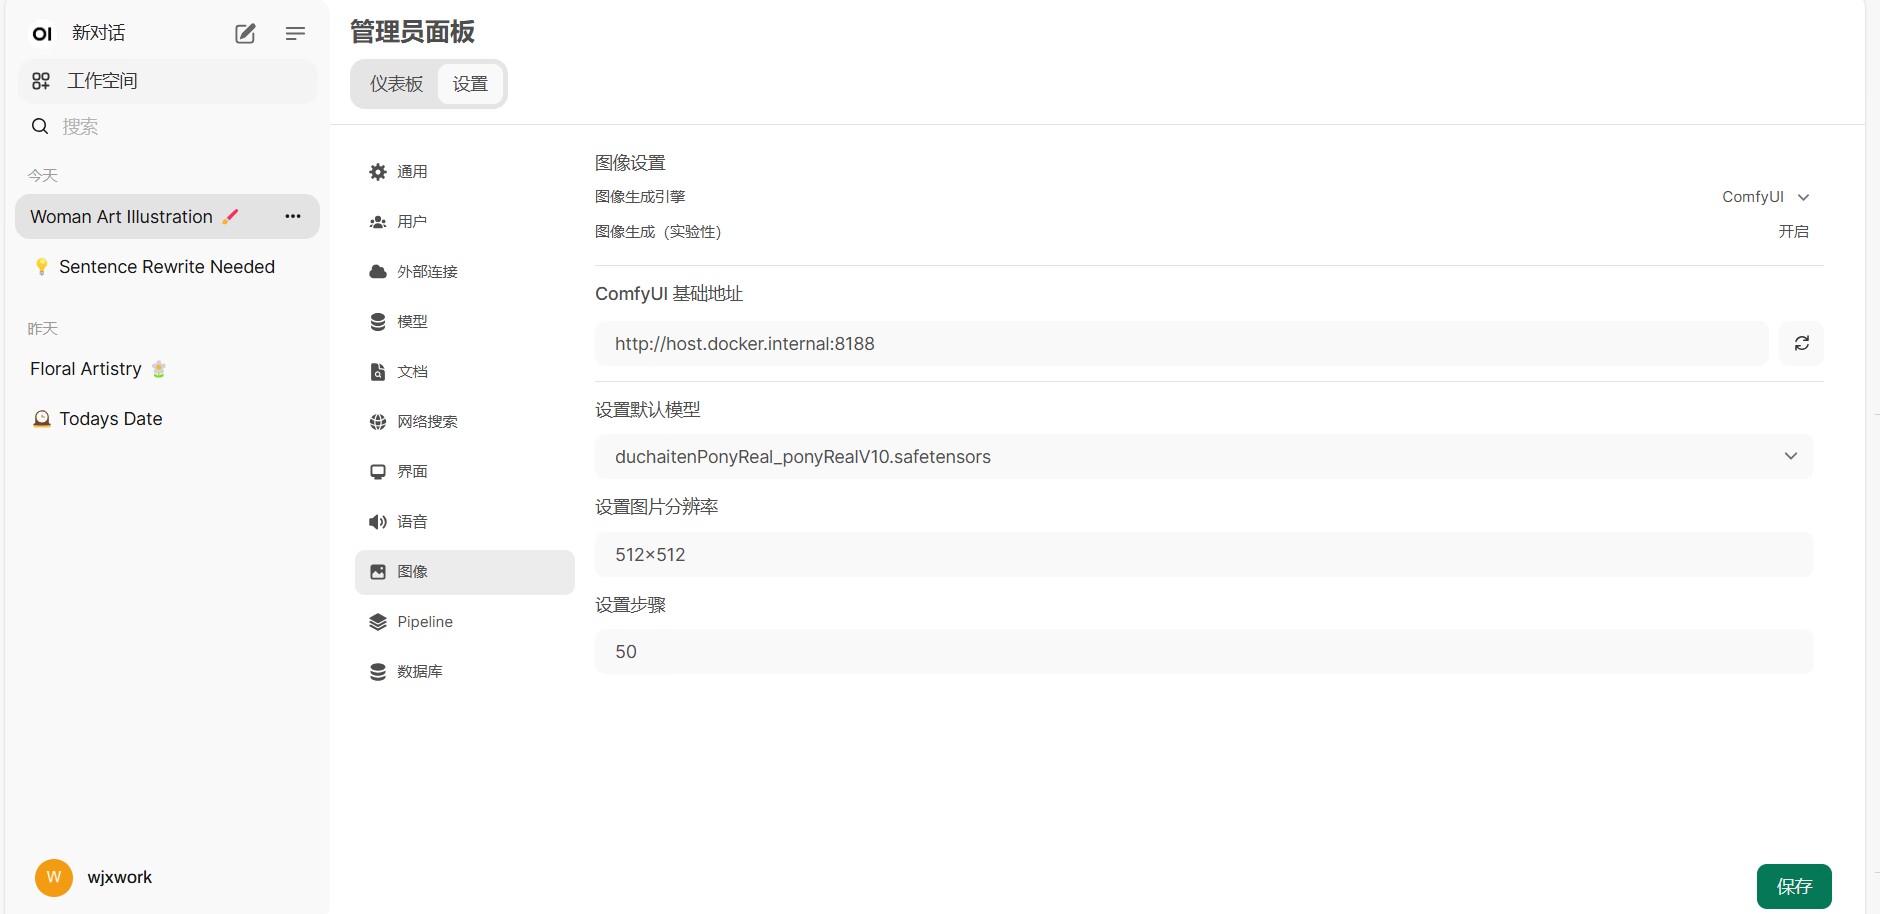 OI 新对话
工作空间
搜索
今天
Woman Art Illustration
Sentence Rewrite Needed
昨天
Floral Artistry
Todays Date
W wjxwork
管理员面板
仪表板 设置
通用
用户
外部连接
模型
文档
网络搜索
界面
语音
图像
Pipeline
数据库
图像设置
图像生成引擎 ComfyUI
图像生成（实验性） 开启
ComfyUI 基础地址
http://host.docker.internal:8188
设置默认模型
duchaitenPonyReal_ponyRealV10.safetensors
设置图片分辨率
512×512
设置步骤
50
保存